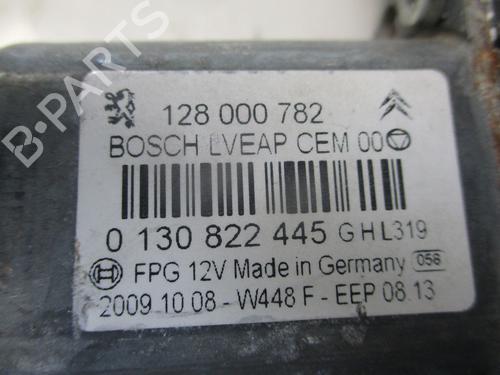 128 000 782
BOSCH LVEAP CEM 00
0 130 822 445 G H L319
FPG 12V Made in Germany 056
2009 10 08 - W448 F - EEP 08.13
B-PARTS